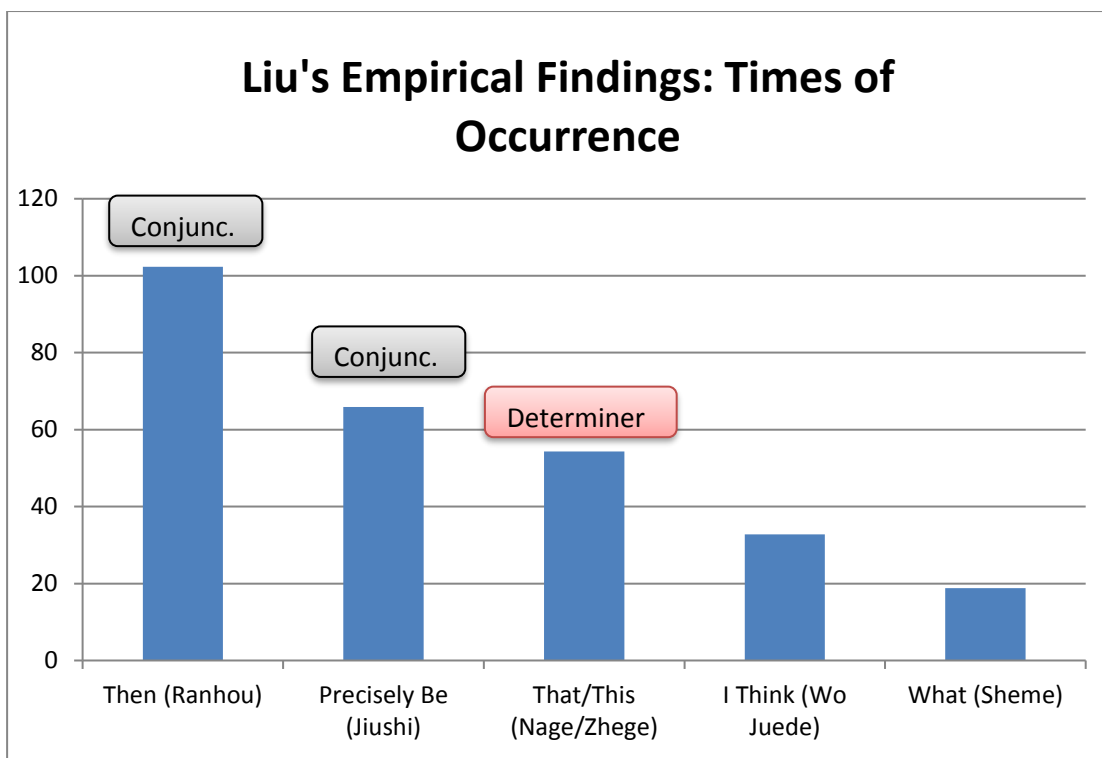 Liu's Empirical Findings: Times of
Occurrence
120
100
80
60
40
20
0
Conjunc.
Conjunc.
Determiner
Then (Ranhou)
Precisely Be
(Jiushi)
That/This
(Nage/Zhege)
I Think (Wo
Juede)
What (Sheme)